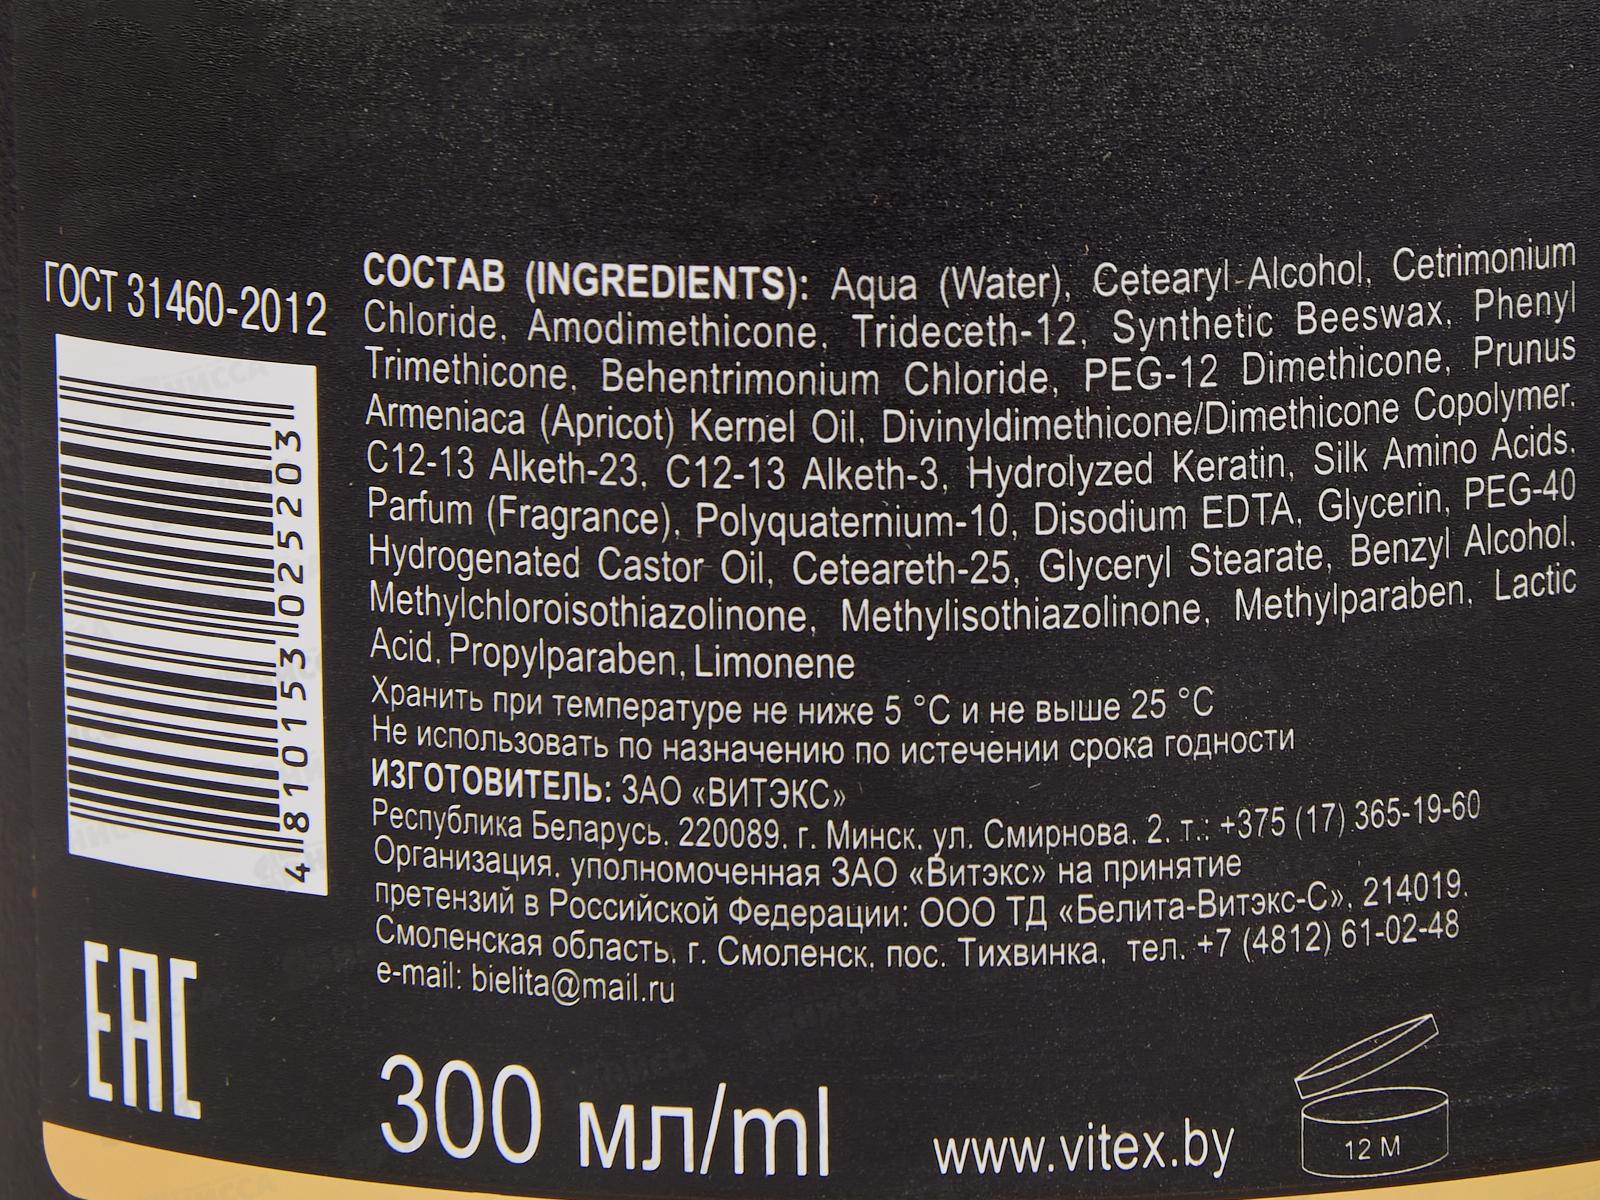 ГОСТ 31460-2012
4 810153 025203
СОСТАВ (INGREDIENTS): Aqua (Water), Cetearyl Alcohol, Cetrimonium
Chloride, Amodimethicone, Trideceth-12, Synthetic Beeswax, Phenyl
Trimethicone, Behentrimonium Chloride, PEG-12 Dimethicone, Prunus
Armeniaca (Apricot) Kernel Oil, Divinyldimethicone/Dimethicone Copolymer,
C12-13 Alketh-23, C12-13 Alketh-3, Hydrolyzed Keratin, Silk Amino Acids,
Parfum (Fragrance), Polyquaternium-10, Disodium EDTA, Glycerin, PEG-40
Hydrogenated Castor Oil, Ceteareth-25, Glyceryl Stearate, Benzyl Alcohol,
Methylchloroisothiazolinone, Methylisothiazolinone, Methylparaben, Lactic
Acid, Propylparaben, Limonene
Хранить при температуре не ниже 5 °C и не выше 25 °C
Не использовать по назначению по истечении срока годности
ИЗГОТОВИТЕЛЬ: ЗАО «ВИТЭКС»
Республика Беларусь, 220089, г. Минск, ул. Смирнова, 2, т.: +375 (17) 365-19-60
Организация, уполномоченная ЗАО «Витэкс» на принятие
претензий в Российской Федерации: ООО ТД «Белита-Витэкс-С», 214019,
Смоленская область, г. Смоленск, пос. Тихвинка, тел. +7 (4812) 61-02-48
e-mail: bielita@mail.ru
EAC
300 мл/ml
www.vitex.by
12 M